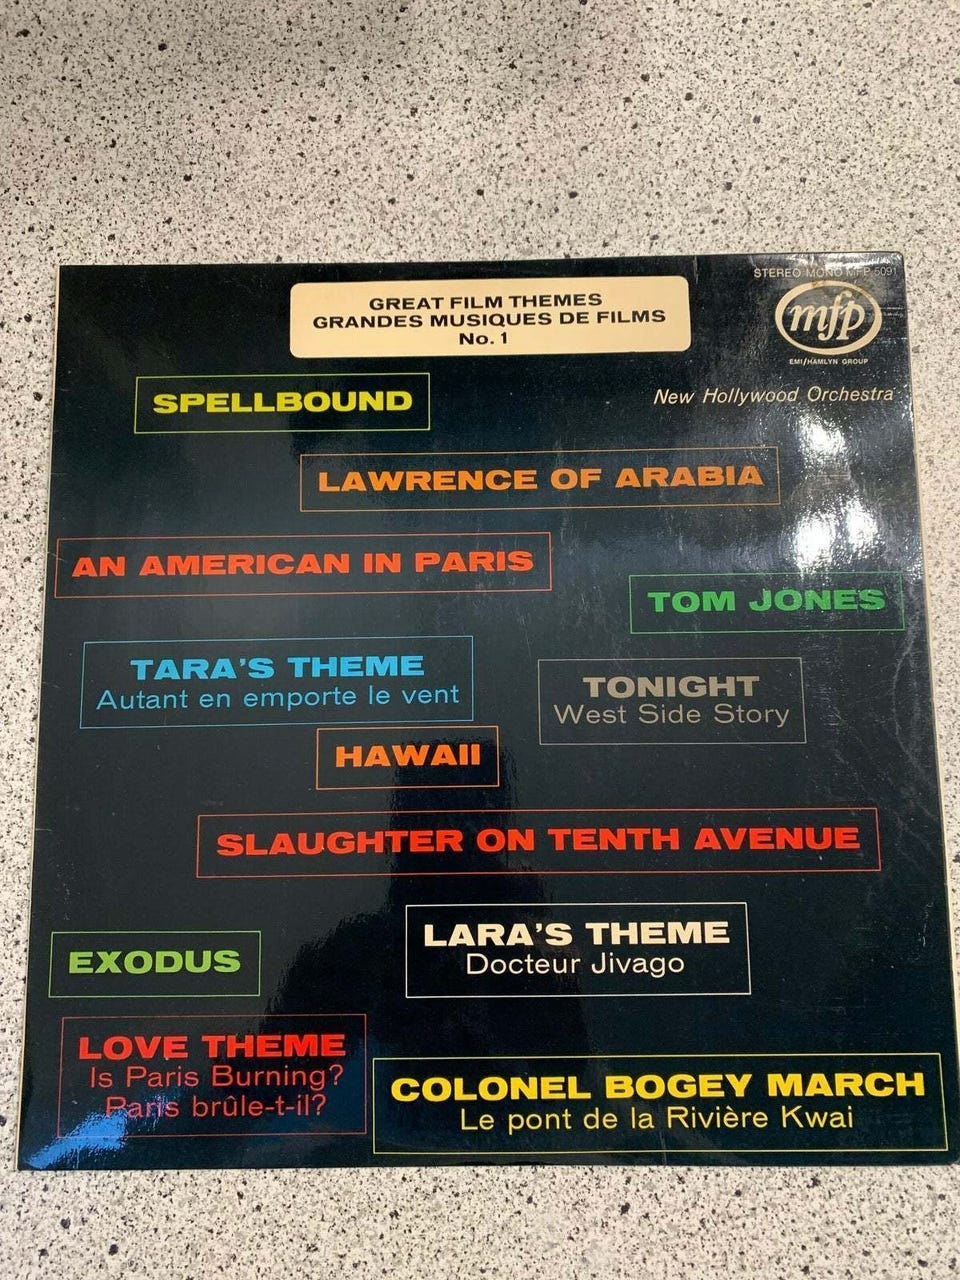 STEREO MONO MFP 5091
GREAT FILM THEMES
GRANDES MUSIQUES DE FILMS
No. 1
mfp
EMI/HAMLYN GROUP
New Hollywood Orchestra
SPELLBOUND
LAWRENCE OF ARABIA
AN AMERICAN IN PARIS
TOM JONES
TARA'S THEME
Autant en emporte le vent
TONIGHT
West Side Story
HAWAII
SLAUGHTER ON TENTH AVENUE
LARA'S THEME
Docteur Jivago
EXODUS
LOVE THEME
Is Paris Burning?
Paris brûle-t-il?
COLONEL BOGEY MARCH
Le pont de la Rivière Kwai